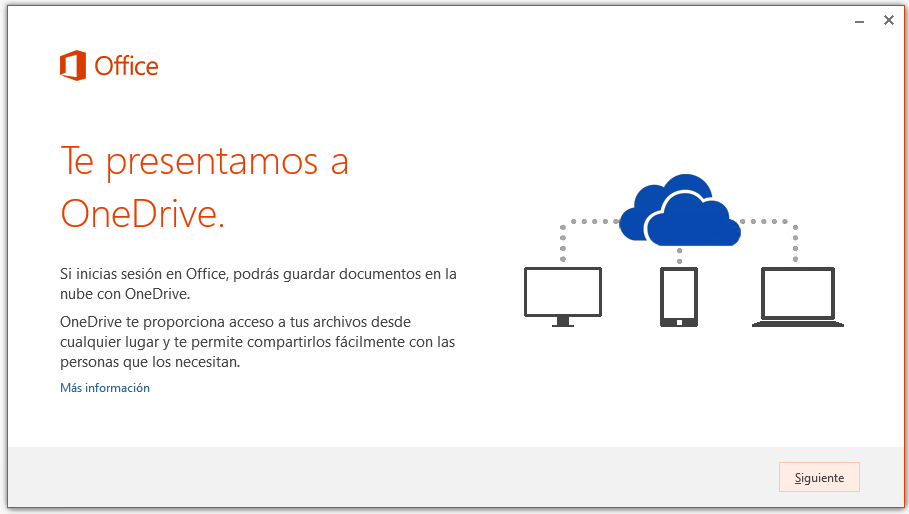 Office
Te presentamos a
OneDrive.
Si inicias sesión en Office, podrás guardar documentos en la
nube con OneDrive.
OneDrive te proporciona acceso a tus archivos desde
cualquier lugar y te permite compartirlos fácilmente con las
personas que los necesitan.
Más información
Siguiente